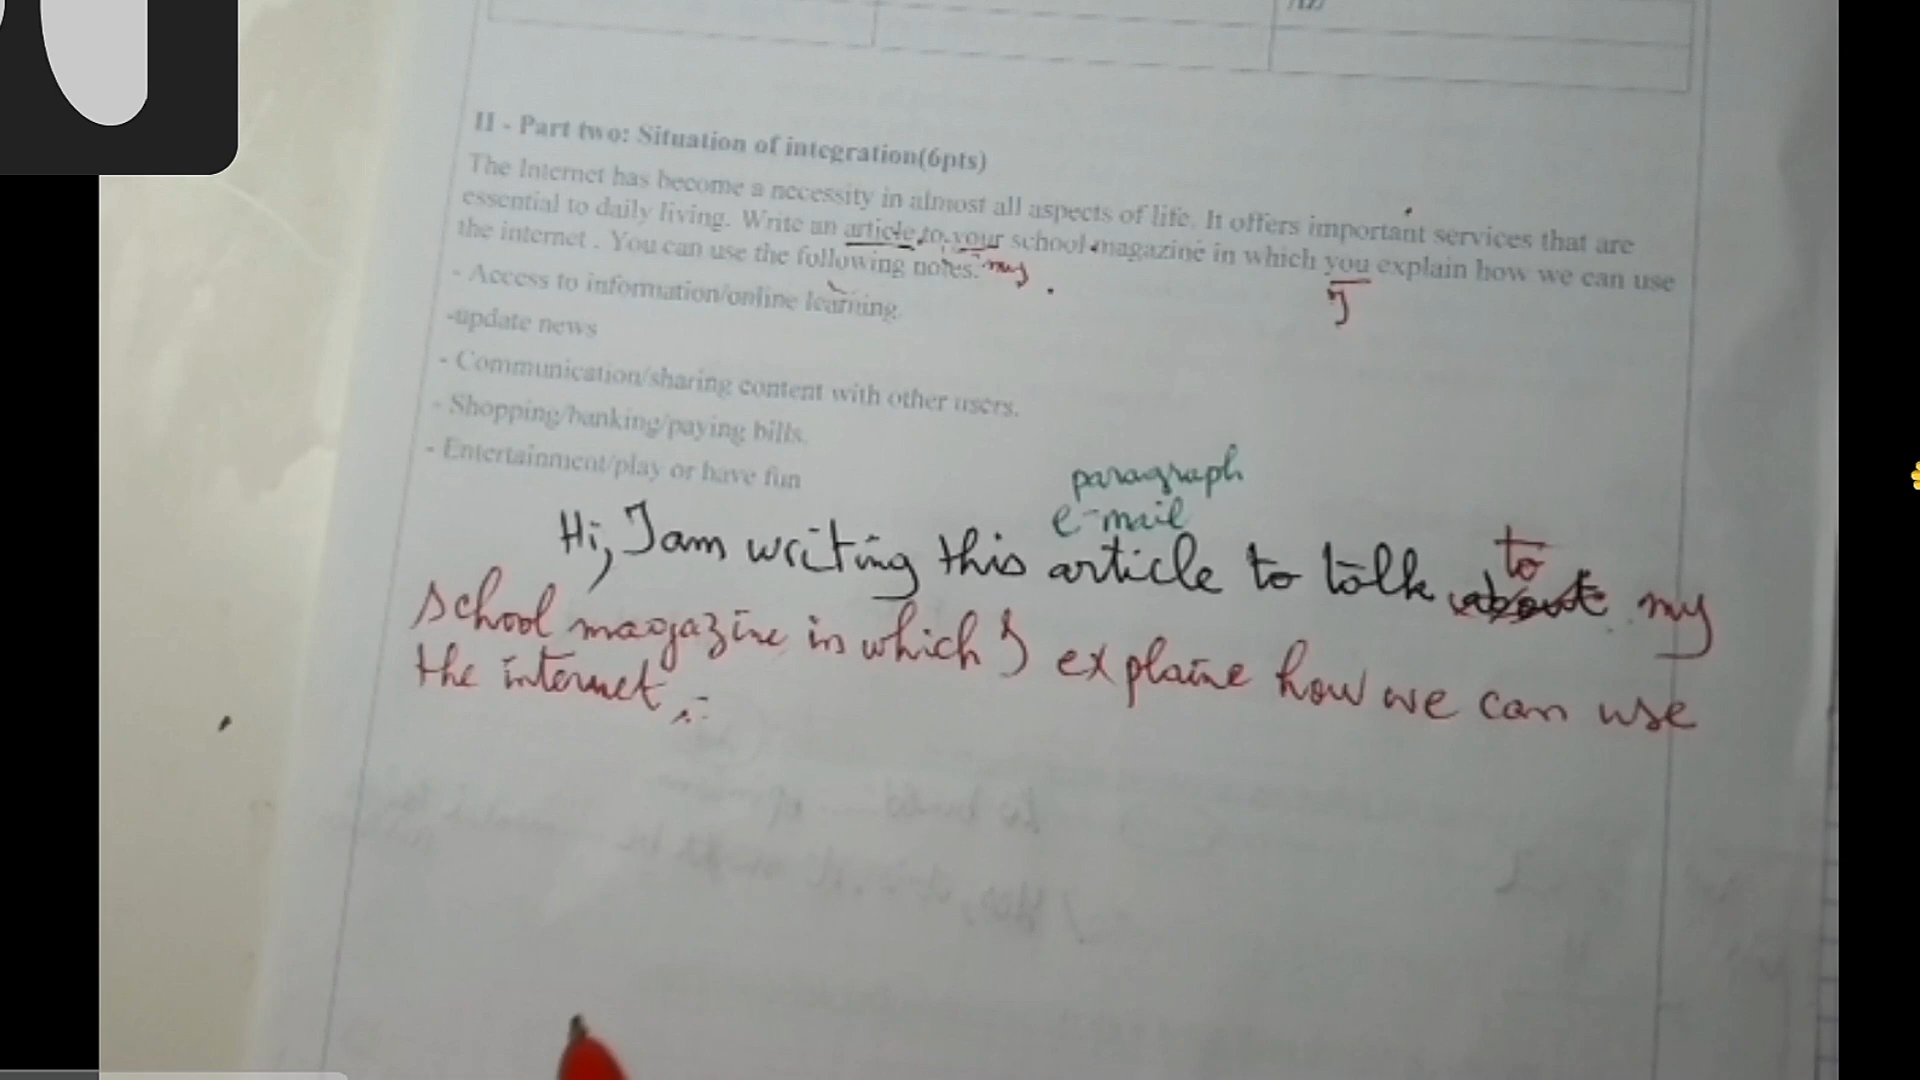 II - Part two: Situation of integration(6pts)
The Internet has become a necessity in almost all aspects of life. It offers important services that are
essential to daily living. Write an article to your school magazine in which you explain how we can use
the internet . You can use the following notes: my
I
- Access to information/online learning.
-update news
- Communication/sharing content with other users.
- Shopping/banking/paying bills.
- Entertainment/play or have fun
paragraph
e-mail
Hi, I am writing this article to talk about to my
school magazine in which I explaine how we can use
the internet.